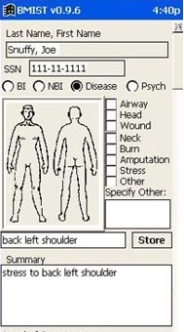 BMIST v0.9.6 4:40p
Last Name, First Name
Snuffy, Joe
SSN 111-11-1111
BI NBI Disease Psych
Airway
Head
Wound
Neck
Burn
Amputation
Stress
Other
Specify Other:
back left shoulder Store
Summary
stress to back left shoulder